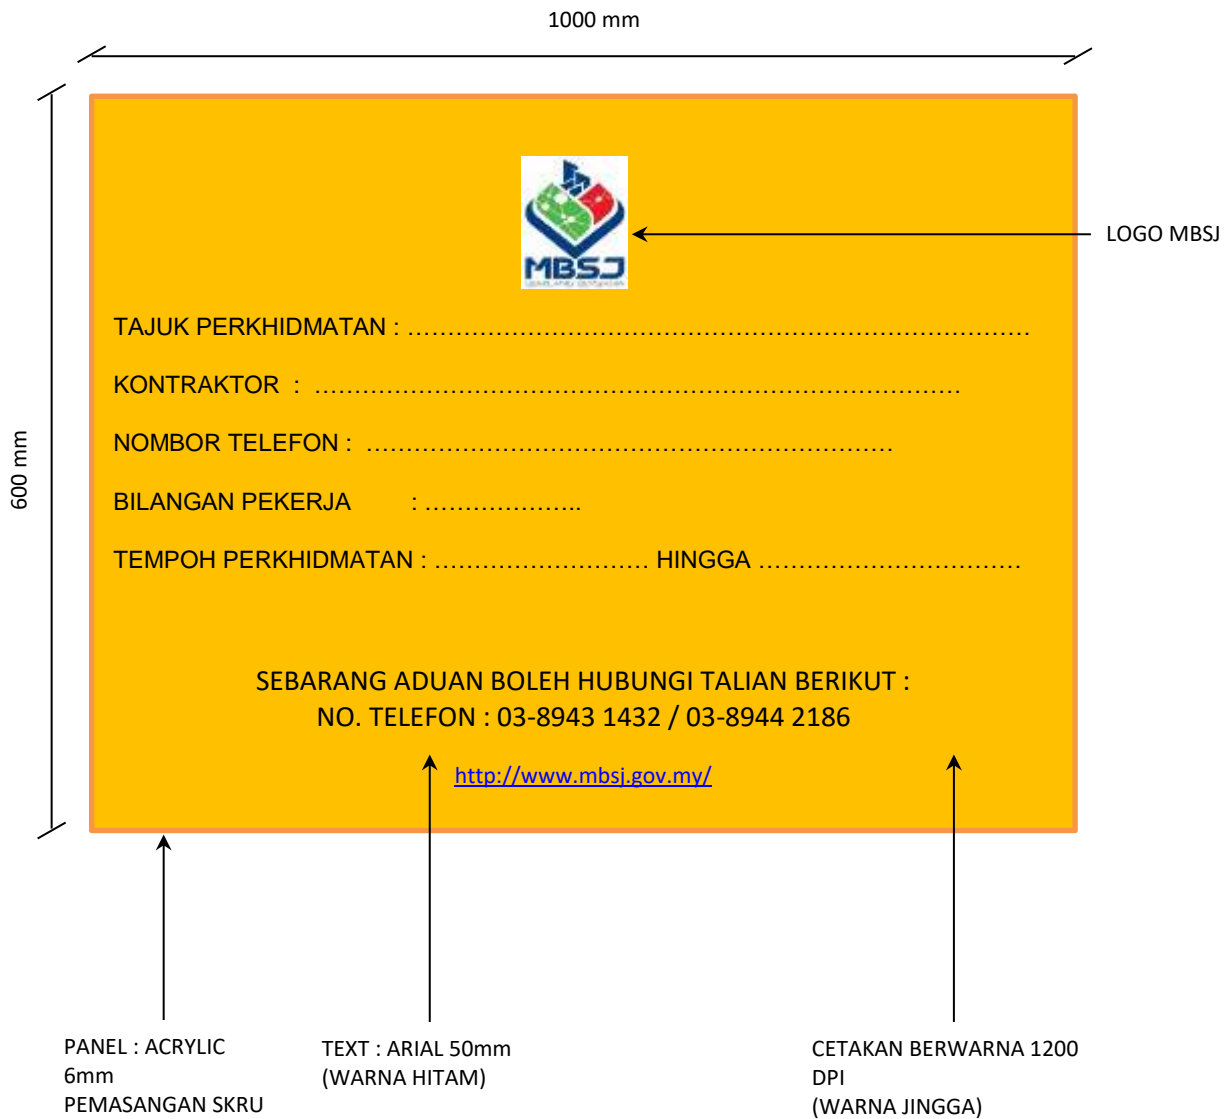 1000 mm
600 mm
MBSJ
LOGO MBSJ
TAJUK PERKHIDMATAN : ……………………………………………………………………
KONTRAKTOR : ………………………………………………………………………
NOMBOR TELEFON : …………………………………………………………
BILANGAN PEKERJA : ………………..
TEMPOH PERKHIDMATAN : ……………………… HINGGA ……………………………
SEBARANG ADUAN BOLEH HUBUNGI TALIAN BERIKUT :
NO. TELEFON : 03-8943 1432 / 03-8944 2186
http://www.mbsj.gov.my/
PANEL : ACRYLIC
6mm
PEMASANGAN SKRU
TEXT : ARIAL 50mm
(WARNA HITAM)
CETAKAN BERWARNA 1200
DPI
(WARNA JINGGA)